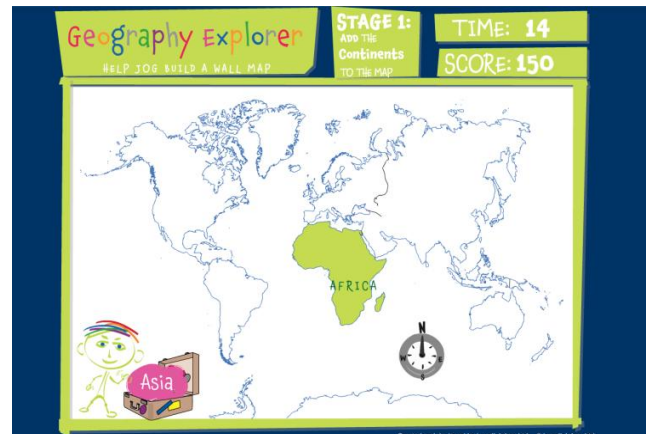 Geography Explorer
HELP JOG BUILD A WALL MAP
STAGE 1:
ADD THE
Continents
TO THE MAP
TIME: 14
SCORE: 150
AFRICA
N
W E
S
Asia